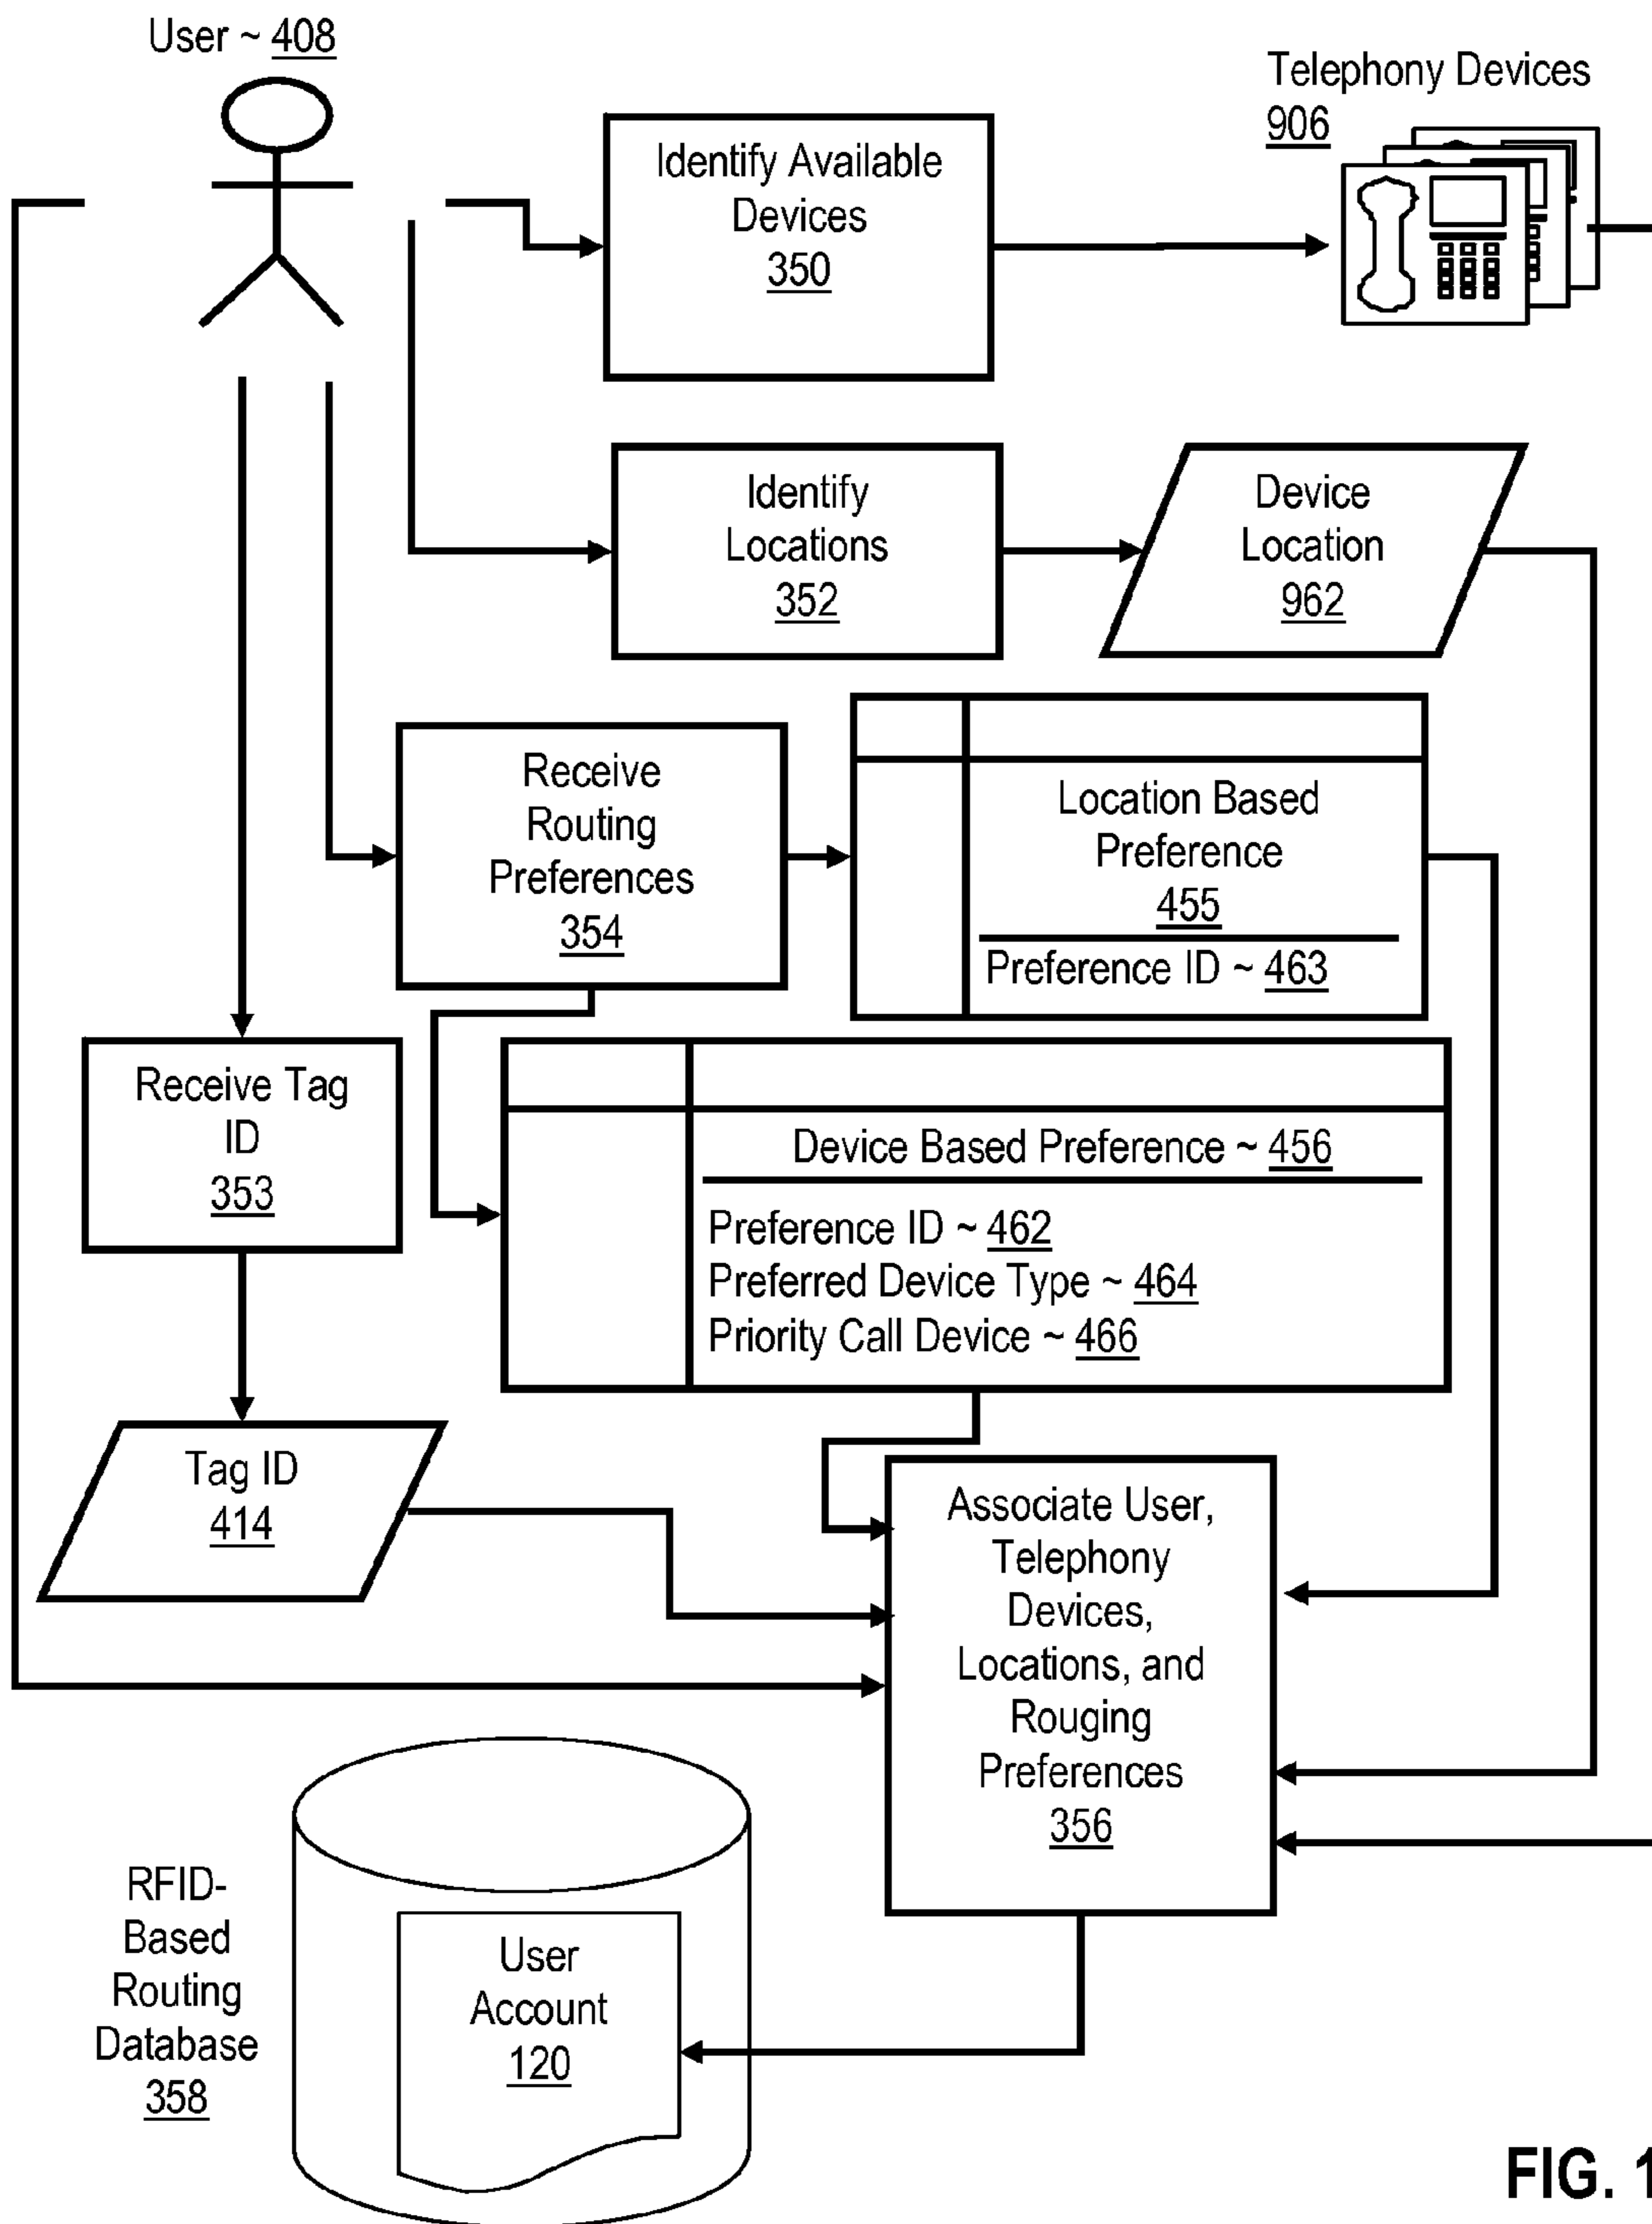 User ~ 408
Telephony Devices
906
Identify Available
Devices
350
Identify
Locations
352
Device
Location
962
Receive
Routing
Preferences
354
Location Based
Preference
455
Preference ID ~ 463
Receive Tag
ID
353
Device Based Preference ~ 456
Preference ID ~ 462
Preferred Device Type ~ 464
Priority Call Device ~ 466
Tag ID
414
Associate User,
Telephony
Devices,
Locations, and
Rouging
Preferences
356
RFID-
Based
Routing
Database
358
User
Account
120
FIG. 1